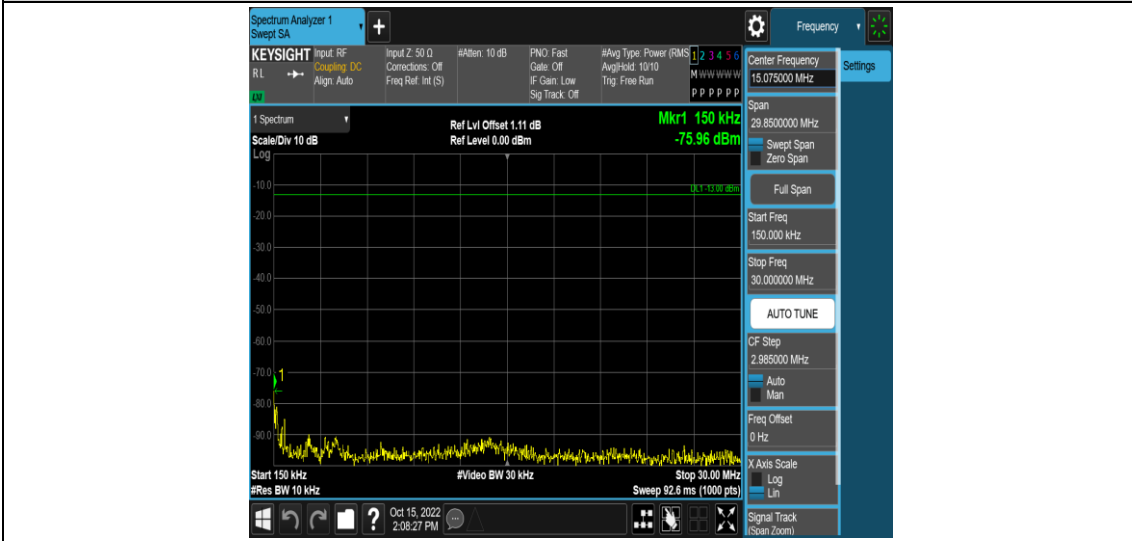 Spectrum Analyzer 1
Swept SA
+
Frequency
KEYSIGHT
RL
Input: RF
Coupling: DC
Align: Auto
Input Z: 50 Ω
Corrections: Off
Freq Ref: Int (S)
#Atten: 10 dB
PNO: Fast
Gate: Off
IF Gain: Low
Sig Track: Off
#Avg Type: Power (RMS
Avg|Hold: 10/10
Trig: Free Run
1 2 3 4 5 6
M W W W W W
P P P P P P
1 Spectrum
Scale/Div 10 dB
Log
Ref Lvl Offset 1.11 dB
Ref Level 0.00 dBm
Mkr1 150 kHz
-75.96 dBm
-10.0
DL1 -13.00 dBm
-20.0
-30.0
-40.0
-50.0
-60.0
-70.0
1
-80.0
-90.0
Start 150 kHz
#Res BW 10 kHz
#Video BW 30 kHz
Stop 30.00 MHz
Sweep 92.6 ms (1000 pts)
?
Oct 15, 2022
2:08:27 PM
Center Frequency
15.075000 MHz
Settings
Span
29.8500000 MHz
Swept Span
Zero Span
Full Span
Start Freq
150.000 kHz
Stop Freq
30.000000 MHz
AUTO TUNE
CF Step
2.985000 MHz
Auto
Man
Freq Offset
0 Hz
X Axis Scale
Log
Lin
Signal Track
(Span Zoom)